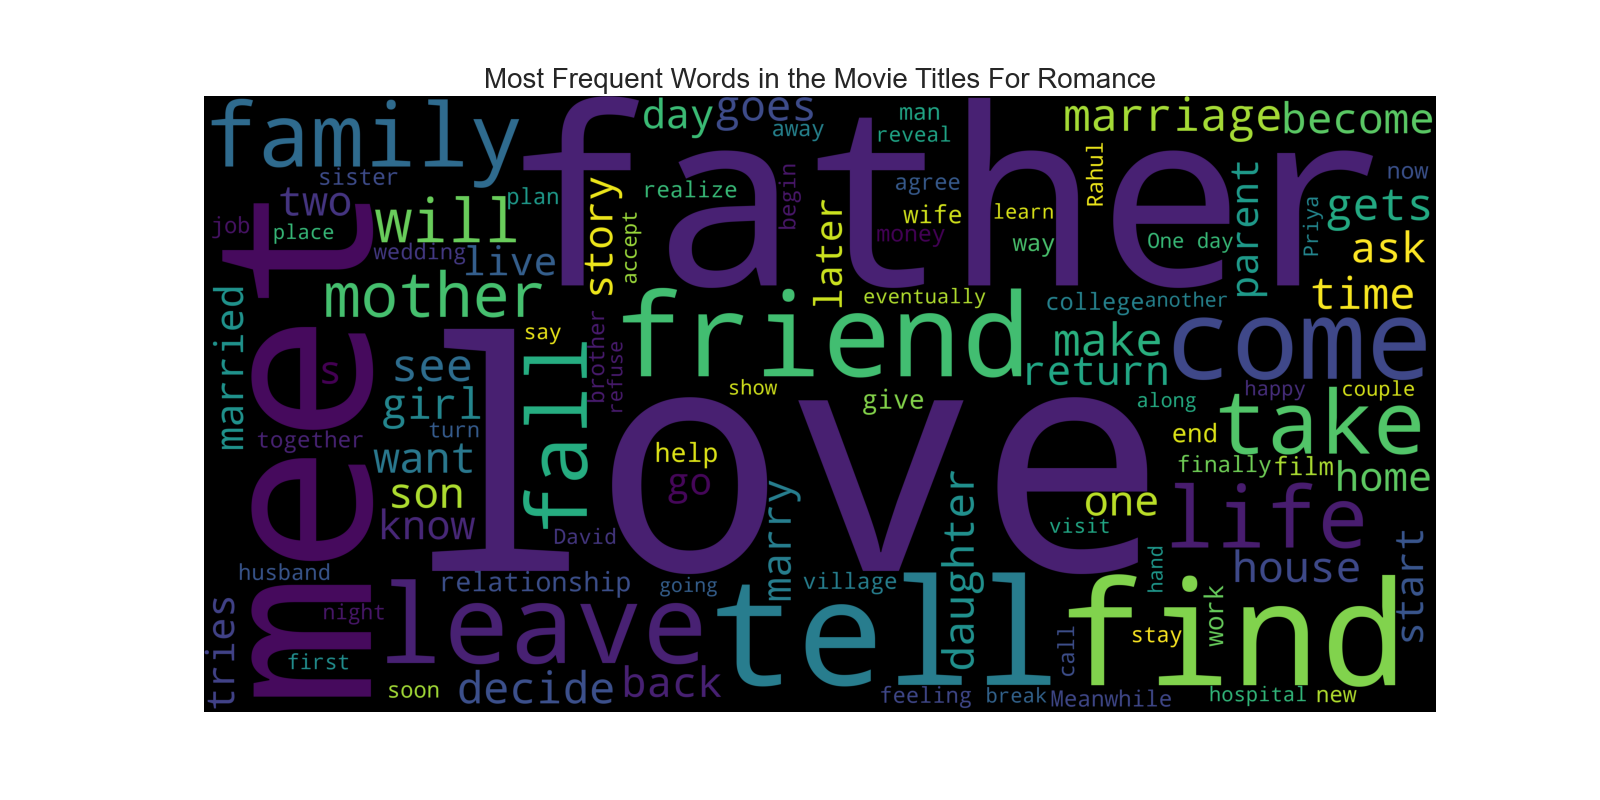 Most Frequent Words in the Movie Titles For Romance
family
father
day
goes
away
man
reveal
marriage
become
sister
two
will
plan
story
realize
begin
agree
Rahul
now
job
place
wedding
live
accept
later
wife
money
learn
way
One day
parent
Priya
gets
ask
meet
mother
friend
eventually
college
another
time
married
say
brother
refuse
make
come
return
s
see
fall
love
show
give
along
happy
couple
girl
turn
together
want
help
go
end
take
finally
film
home
son
know
David
marry
daughter
one
visit
life
husband
relationship
going
village
hand
house
start
tries
night
leave
tell
find
work
call
stay
first
soon
decide
back
feeling
break
Meanwhile
hospital
new